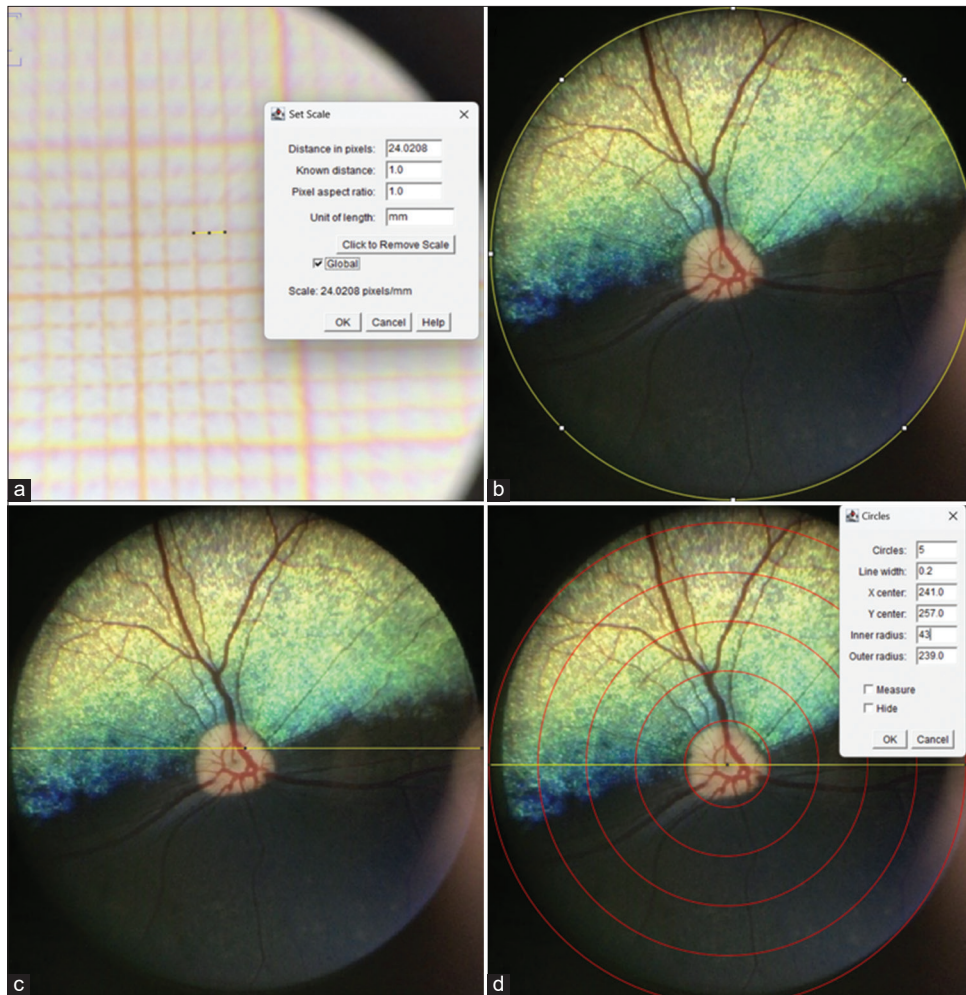 Set Scale
Distance in pixels: 24.0208
Known distance: 1.0
Pixel aspect ratio: 1.0
Unit of length: mm
Click to Remove Scale
Global
Scale: 24.0208 pixels/mm
OK Cancel Help
a
b
c
Circles
Circles: 5
Line width: 0.2
X center: 241.0
Y center: 257.0
Inner radius: 43
Outer radius: 239.0
Measure
Hide
OK Cancel
d